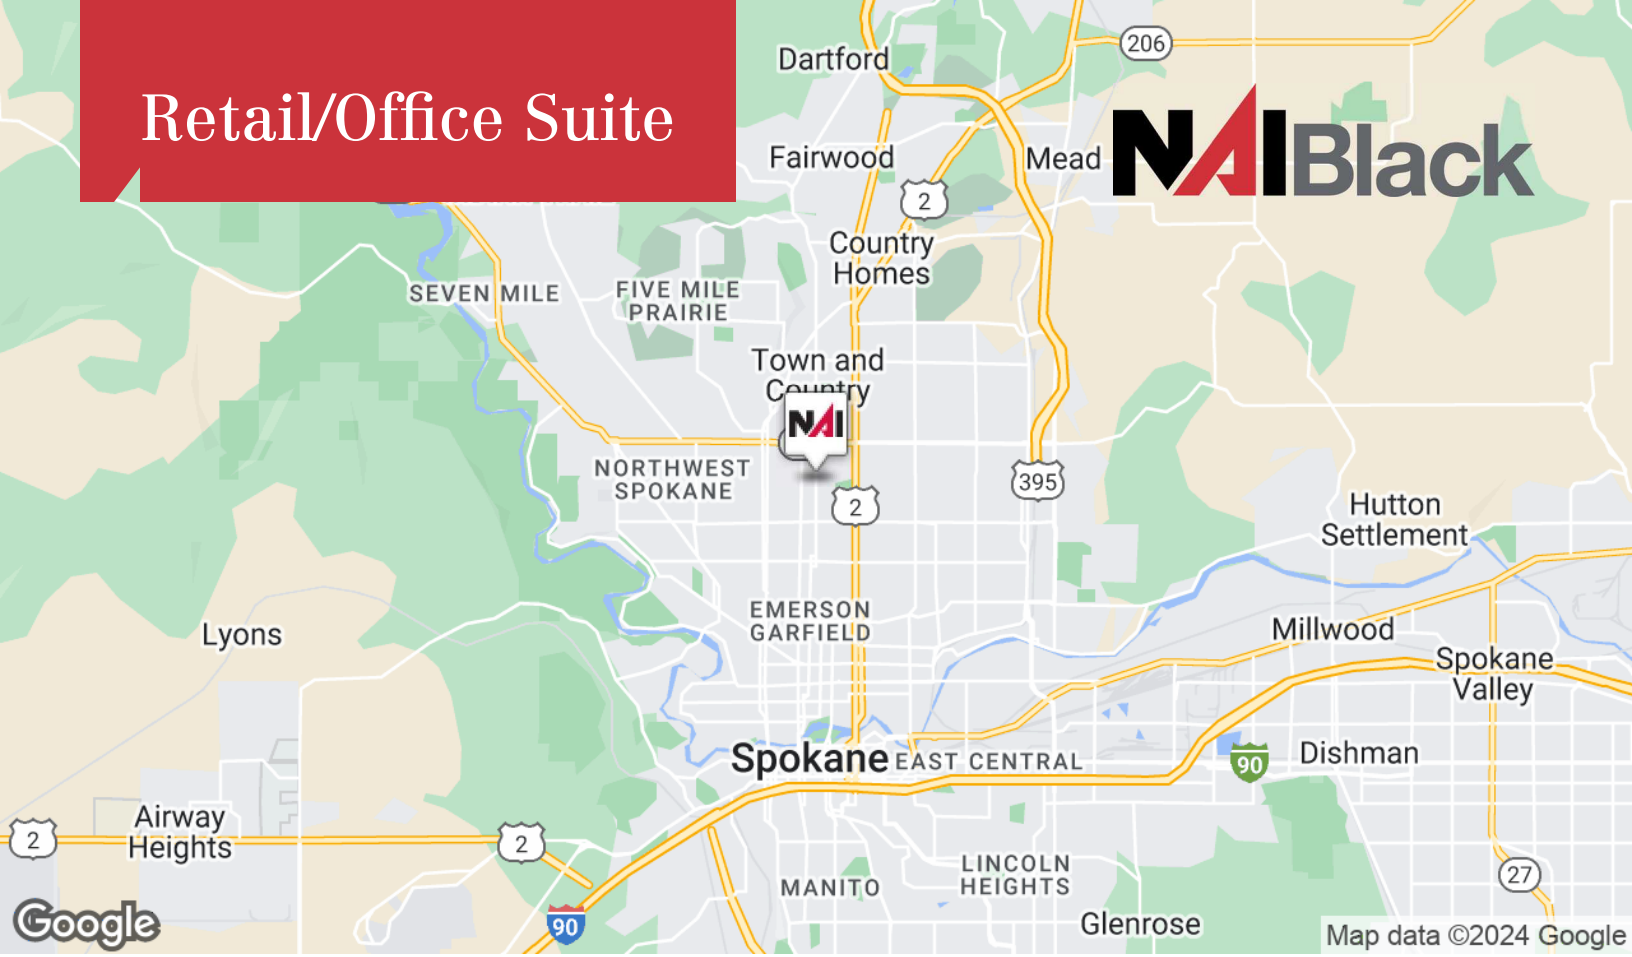 Retail/Office Suite
NAI Black
Dartford
206
Fairwood
Mead
2
Country
Homes
SEVEN MILE
FIVE MILE
PRAIRIE
Town and
Country
NAI
NORTHWEST
SPOKANE
2
395
Hutton
Settlement
EMERSON
GARFIELD
Lyons
Millwood
Spokane
Valley
Spokane
EAST CENTRAL
90
Dishman
Airway
Heights
2
2
LINCOLN
HEIGHTS
MANITO
27
Glenrose
90
Google
Map data ©2024 Google